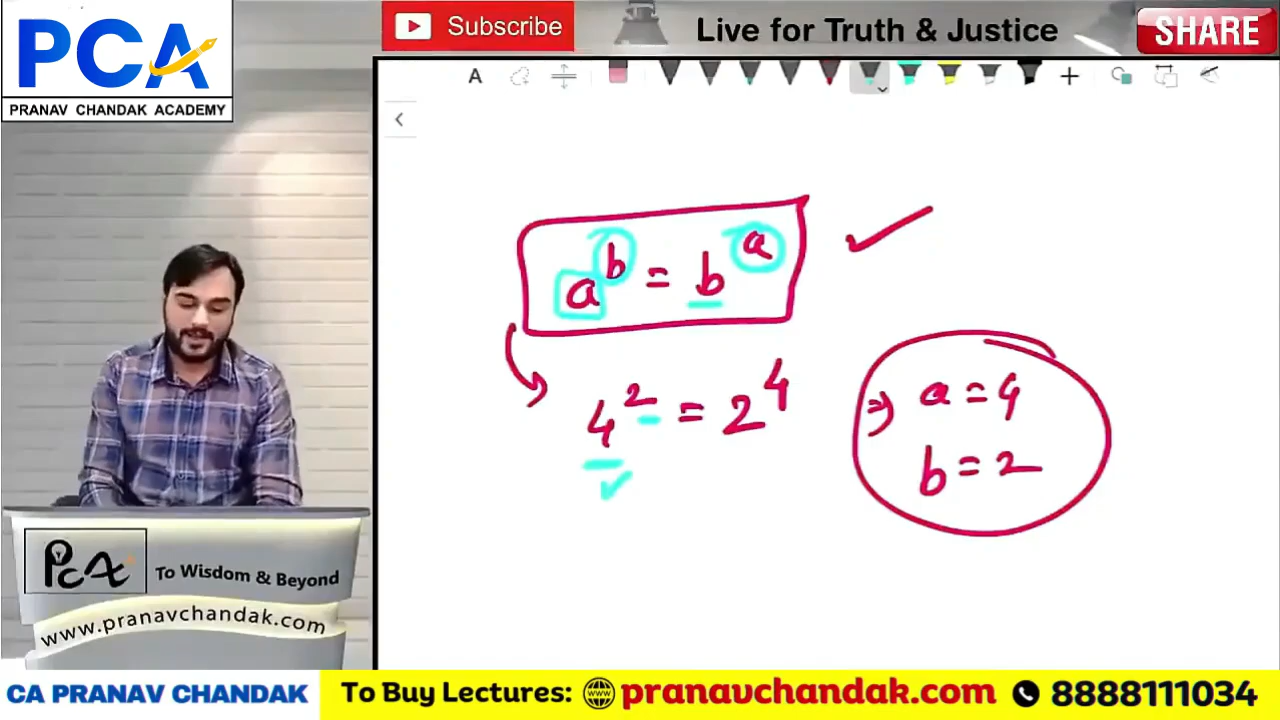 PCA
PRANAV CHANDAK ACADEMY
Subscribe
Live for Truth & Justice
SHARE
A
a^b = b^a
4^2 = 2^4
⇒ a = 4
b = 2
PCA
To Wisdom & Beyond
www.pranavchandak.com
CA PRANAV CHANDAK
To Buy Lectures:
pranavchandak.com
8888111034